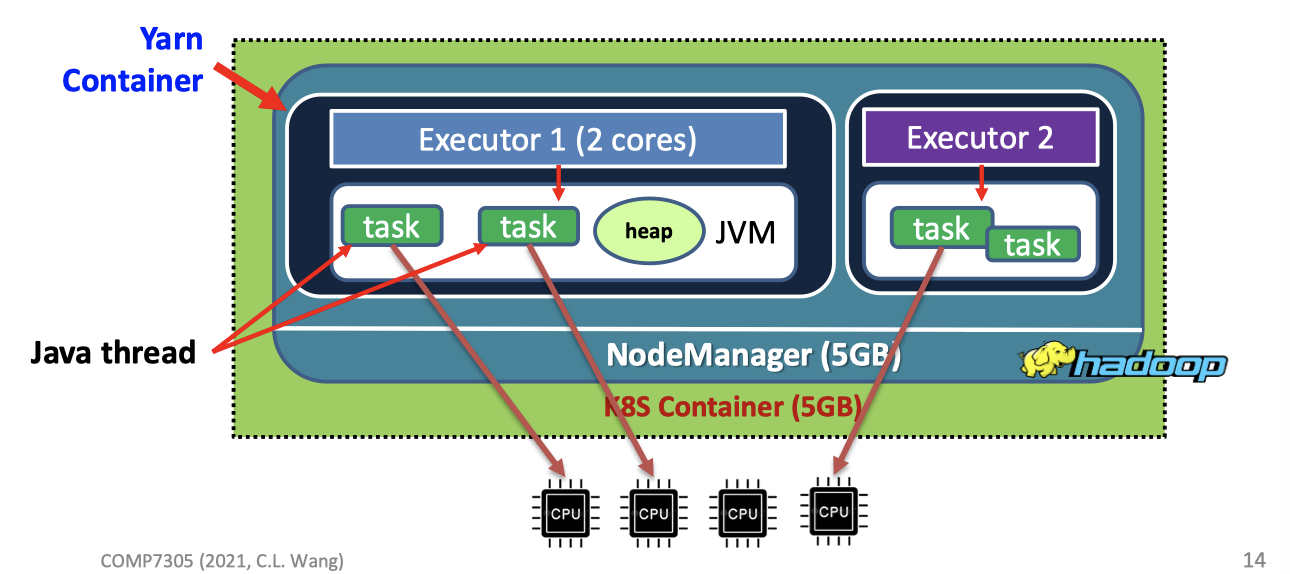 Yarn
Container
Executor 1 (2 cores)
Executor 2
task
task
heap
JVM
task
task
Java thread
NodeManager (5GB)
hadoop
K8S Container (5GB)
CPU
CPU
CPU
CPU
COMP7305 (2021, C.L. Wang)
14